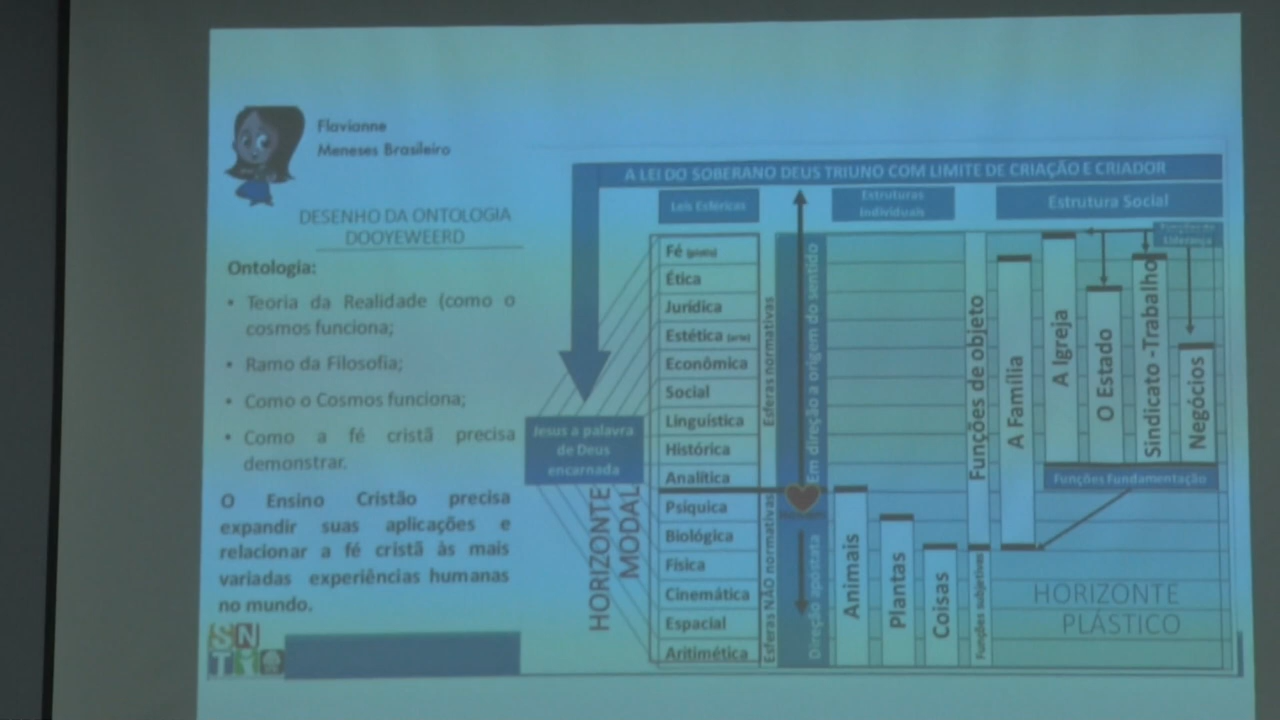 Flavianne
Meneses Brasileiro
DESENHO DA ONTOLOGIA
DOOYEWEERD
Ontologia:
• Teoria da Realidade (como o
cosmos funciona;
• Ramo da Filosofia;
• Como o Cosmos funciona;
• Como a fé cristã precisa
demonstrar.
O Ensino Cristão precisa
expandir suas aplicações e
relacionar a fé cristã às mais
variadas experiências humanas
no mundo.
A LEI DO SOBERANO DEUS TRIUNO COM LIMITE DE CRIAÇÃO E CRIADOR
Leis Esféricas
Estruturas
Individuais
Estrutura Social
Jesus a palavra
de Deus
encarnada
HORIZONTE
MODAL
Fé
Ética
Jurídica
Estética (arte)
Econômica
Social
Linguística
Histórica
Analítica
Psíquica
Biológica
Física
Cinemática
Espacial
Aritimética
Esferas normativas
Esferas NÃO normativas
Em direção a origem do sentido
Direção apóstata
Animais
Plantas
Coisas
Funções de objeto
Funções subjetivas
A Família
A Igreja
O Estado
Sindicato -Trabalho
Negócios
Liderança
Funções Fundamentação
HORIZONTE
PLÁSTICO
SN
T